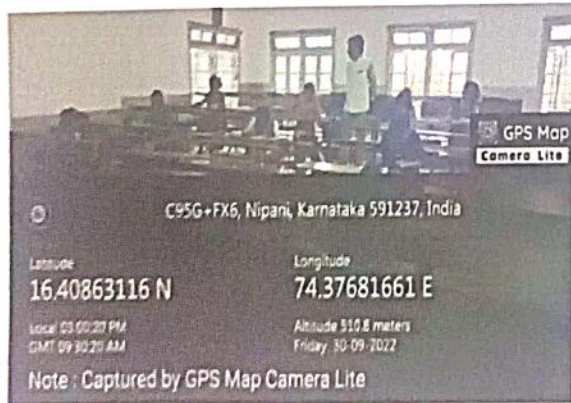 GPS Map
Camera Lite
C95G+FX6, Nipani, Karnataka 591237, India
Latitude
Longitude
16.40863116 N
74.37681661 E
Local 03:00:20 PM
Altitude 510.8 meters
GMT 09:30:20 AM
Friday, 30-09-2022
Note : Captured by GPS Map Camera Lite